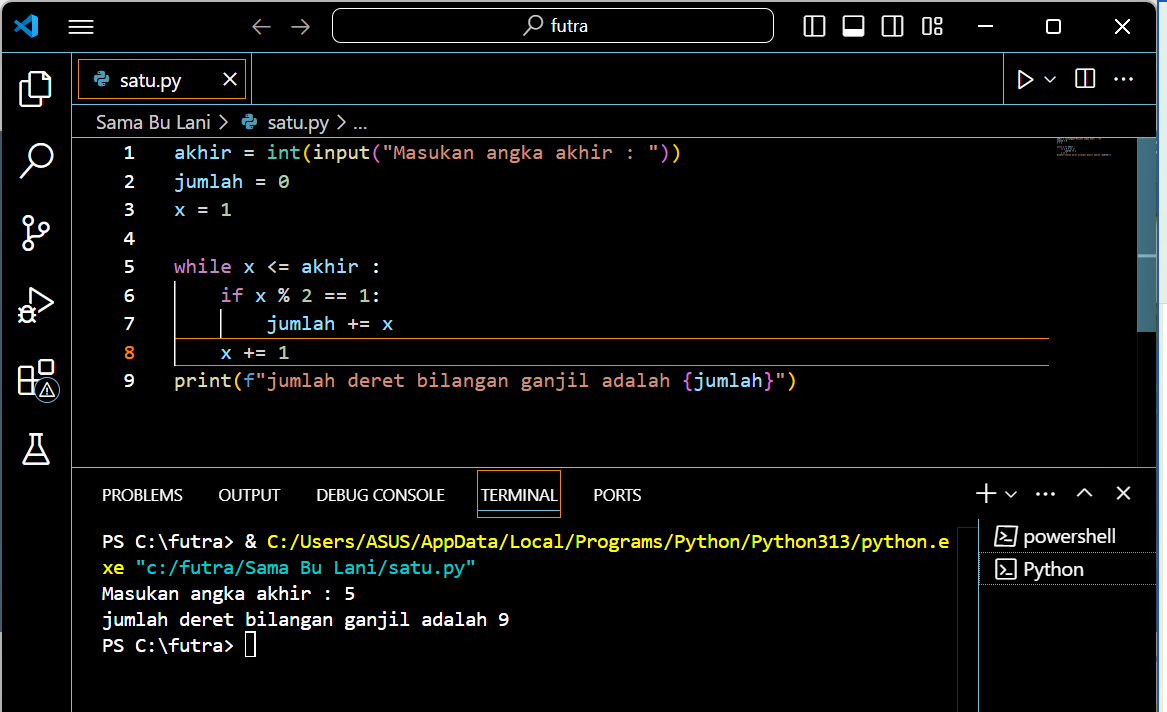 futra
satu.py
Sama Bu Lani > satu.py > ...
1 akhir = int(input("Masukan angka akhir : "))
2 jumlah = 0
3 x = 1
4
5 while x <= akhir :
6     if x % 2 == 1:
7         jumlah += x
8     x += 1
9 print(f"jumlah deret bilangan ganjil adalah {jumlah}")
PROBLEMS OUTPUT DEBUG CONSOLE TERMINAL PORTS
PS C:\futra> & C:/Users/ASUS/AppData/Local/Programs/Python/Python313/python.e
xe "c:/futra/Sama Bu Lani/satu.py"
Masukan angka akhir : 5
jumlah deret bilangan ganjil adalah 9
PS C:\futra>
powershell
Python